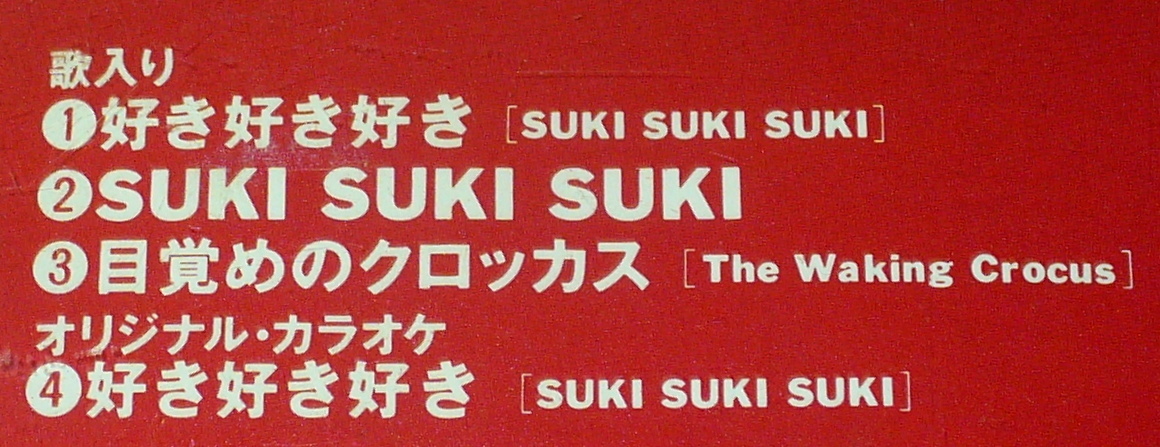 歌入り
❶好き好き好き [SUKI SUKI SUKI]
❷SUKI SUKI SUKI
❸目覚めのクロッカス [The Waking Crocus]
オリジナル・カラオケ
❹好き好き好き [SUKI SUKI SUKI]